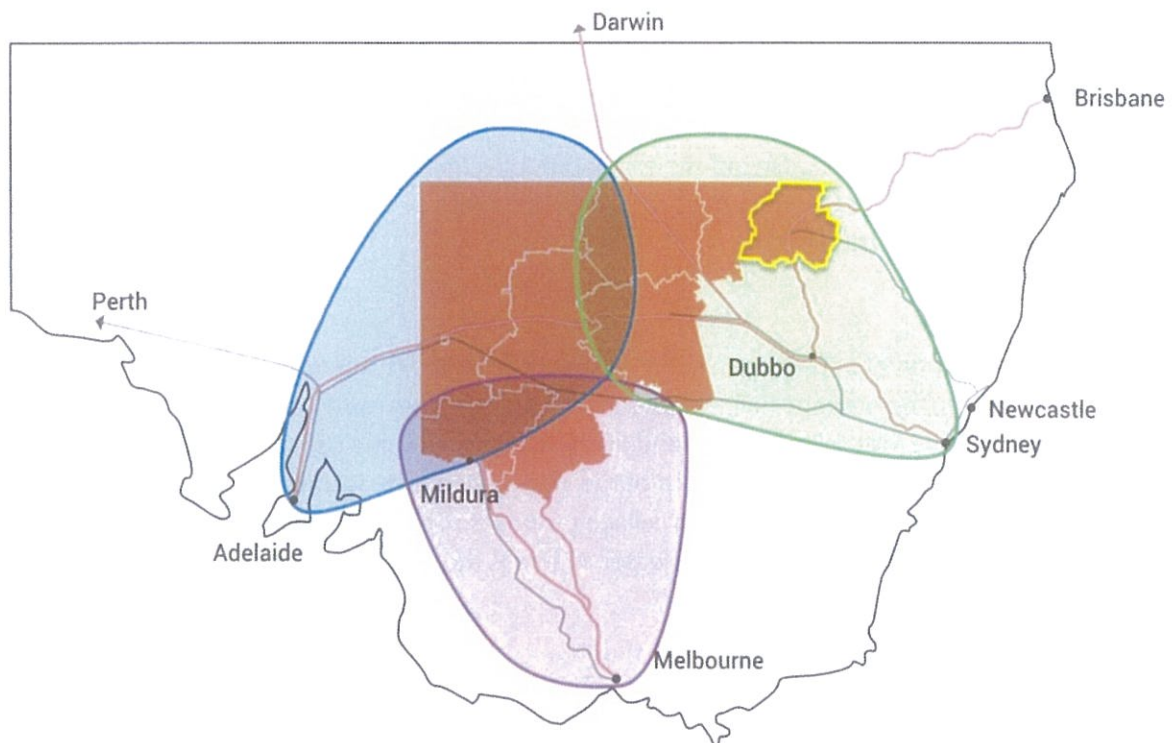 Darwin
Brisbane
Perth
Dubbo
Newcastle
Sydney
Mildura
Adelaide
Melbourne